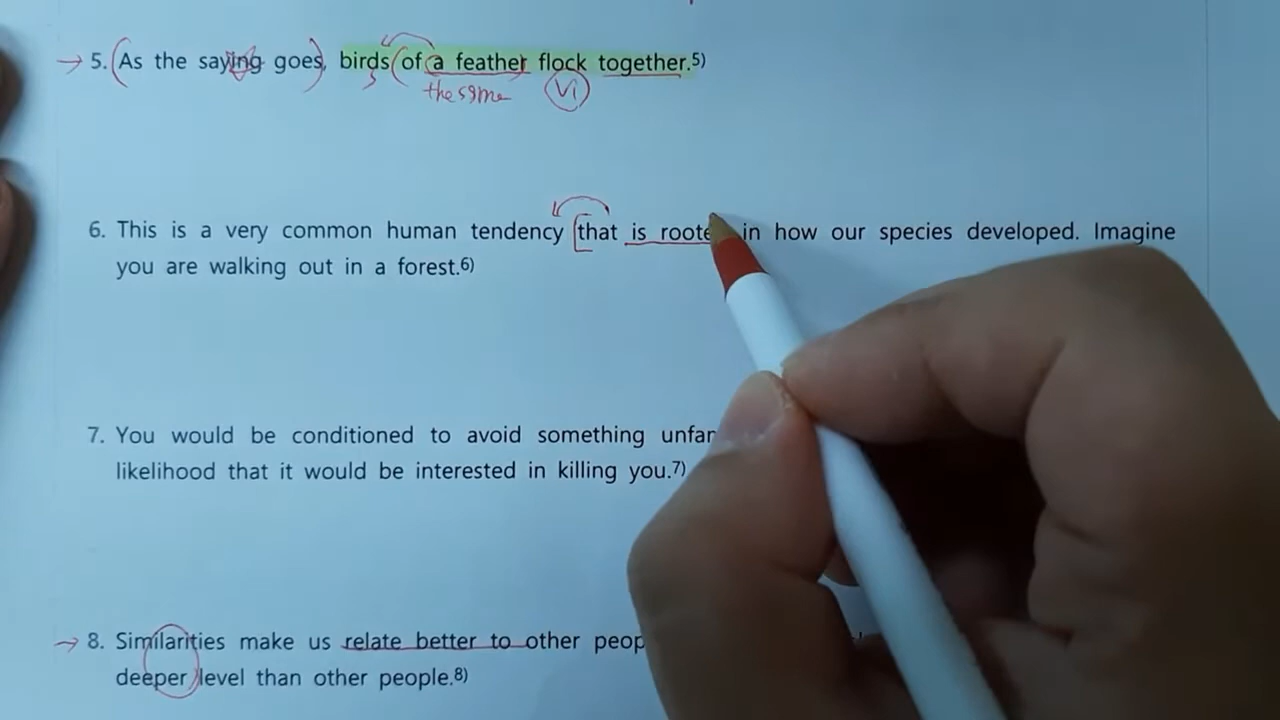 5. As the saying goes, birds of a feather flock together.5)
the same Vi
6. This is a very common human tendency that is roote in how our species developed. Imagine
you are walking out in a forest.6)
7. You would be conditioned to avoid something
likelihood that it would be interested in killing you.7)
8. Similarities make us relate better to other
deeper level than other people.8)